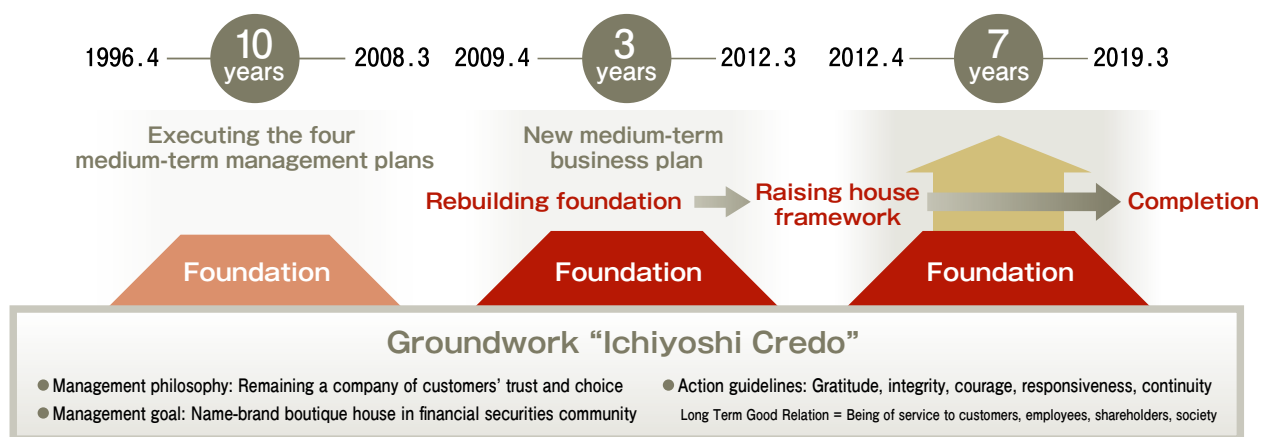 1996.4
10
years
2008.3
2009.4
3
years
2012.3
2012.4
7
years
2019.3
Executing the four
medium-term management plans
New medium-term
business plan
Rebuilding foundation
Raising house
framework
Completion
Foundation
Foundation
Foundation
Groundwork “Ichiyoshi Credo”
● Management philosophy: Remaining a company of customers’ trust and choice
● Management goal: Name-brand boutique house in financial securities community
● Action guidelines: Gratitude, integrity, courage, responsiveness, continuity
Long Term Good Relation = Being of service to customers, employees, shareholders, society